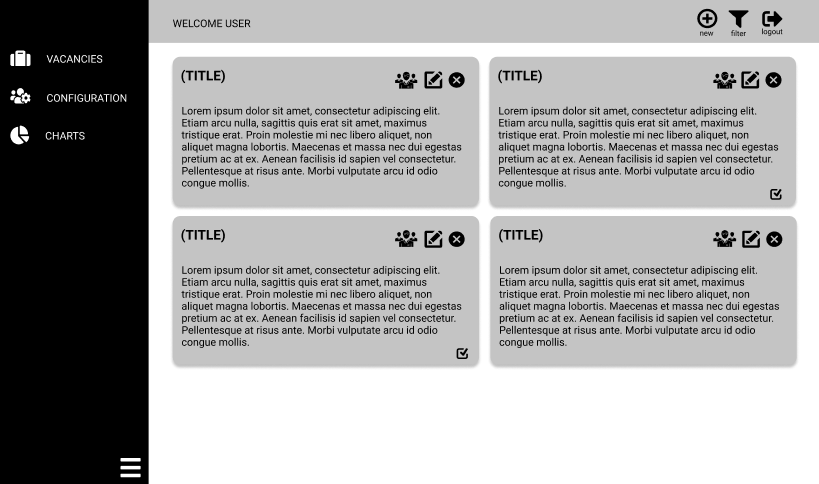 WELCOME USER
new
filter
logout
VACANCIES
CONFIGURATION
CHARTS
(TITLE)
Lorem ipsum dolor sit amet, consectetur adipiscing elit.
Etiam arcu nulla, sagittis quis erat sit amet, maximus
tristique erat. Proin molestie mi nec libero aliquet, non
aliquet magna lobortis. Maecenas et massa nec dui egestas
pretium ac at ex. Aenean facilisis id sapien vel consectetur.
Pellentesque at risus ante. Morbi vulputate arcu id odio
congue mollis.
(TITLE)
Lorem ipsum dolor sit amet, consectetur adipiscing elit.
Etiam arcu nulla, sagittis quis erat sit amet, maximus
tristique erat. Proin molestie mi nec libero aliquet, non
aliquet magna lobortis. Maecenas et massa nec dui egestas
pretium ac at ex. Aenean facilisis id sapien vel consectetur.
Pellentesque at risus ante. Morbi vulputate arcu id odio
congue mollis.
(TITLE)
Lorem ipsum dolor sit amet, consectetur adipiscing elit.
Etiam arcu nulla, sagittis quis erat sit amet, maximus
tristique erat. Proin molestie mi nec libero aliquet, non
aliquet magna lobortis. Maecenas et massa nec dui egestas
pretium ac at ex. Aenean facilisis id sapien vel consectetur.
Pellentesque at risus ante. Morbi vulputate arcu id odio
congue mollis.
(TITLE)
Lorem ipsum dolor sit amet, consectetur adipiscing elit.
Etiam arcu nulla, sagittis quis erat sit amet, maximus
tristique erat. Proin molestie mi nec libero aliquet, non
aliquet magna lobortis. Maecenas et massa nec dui egestas
pretium ac at ex. Aenean facilisis id sapien vel consectetur.
Pellentesque at risus ante. Morbi vulputate arcu id odio
congue mollis.